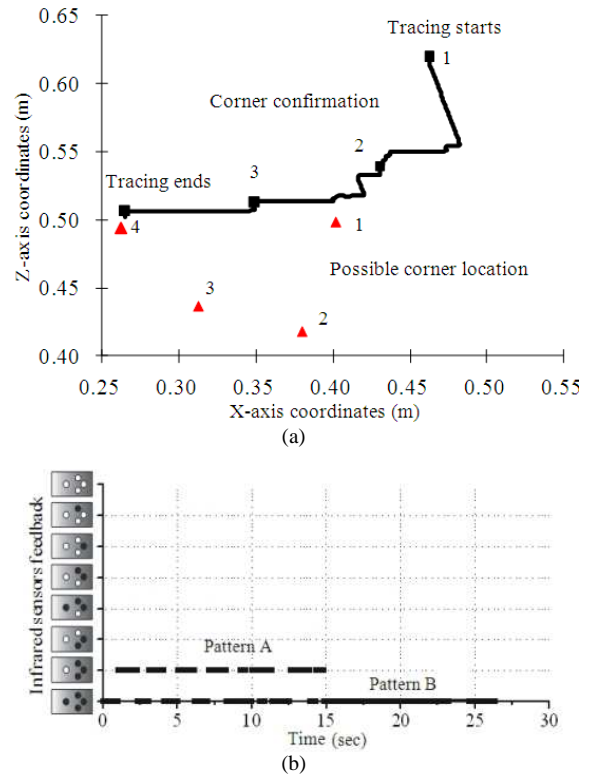 0.65
Tracing starts
1
0.60
Corner confirmation
0.55
2
3
Tracing ends
0.50
4
1
Possible corner location
0.45
3
2
0.40
0.25 0.30 0.35 0.40 0.45 0.50 0.55
Z-axis coordinates (m)
X-axis coordinates (m)
(a)
Infrared sensors feedback
Pattern A
Pattern B
0 5 10 15 20 25 30
Time (sec)
(b)